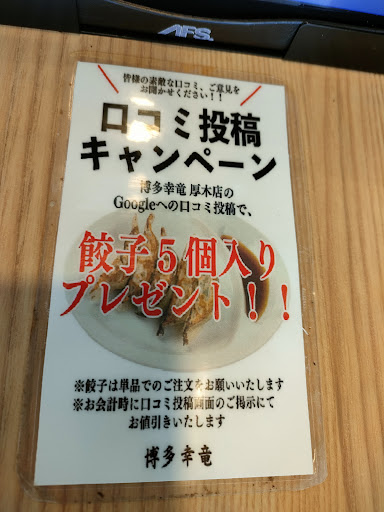 AFS
皆様の素敵な口コミ、ご意見を
お聞かせください！！
口コミ投稿
キャンペーン
博多幸竜 厚木店の
Googleへの口コミ投稿で、
餃子５個入り
プレゼント！！
※餃子は単品でのご注文をお願いいたします
※お会計時に口コミ投稿画面のご掲示にて
お値引きいたします
博多幸竜